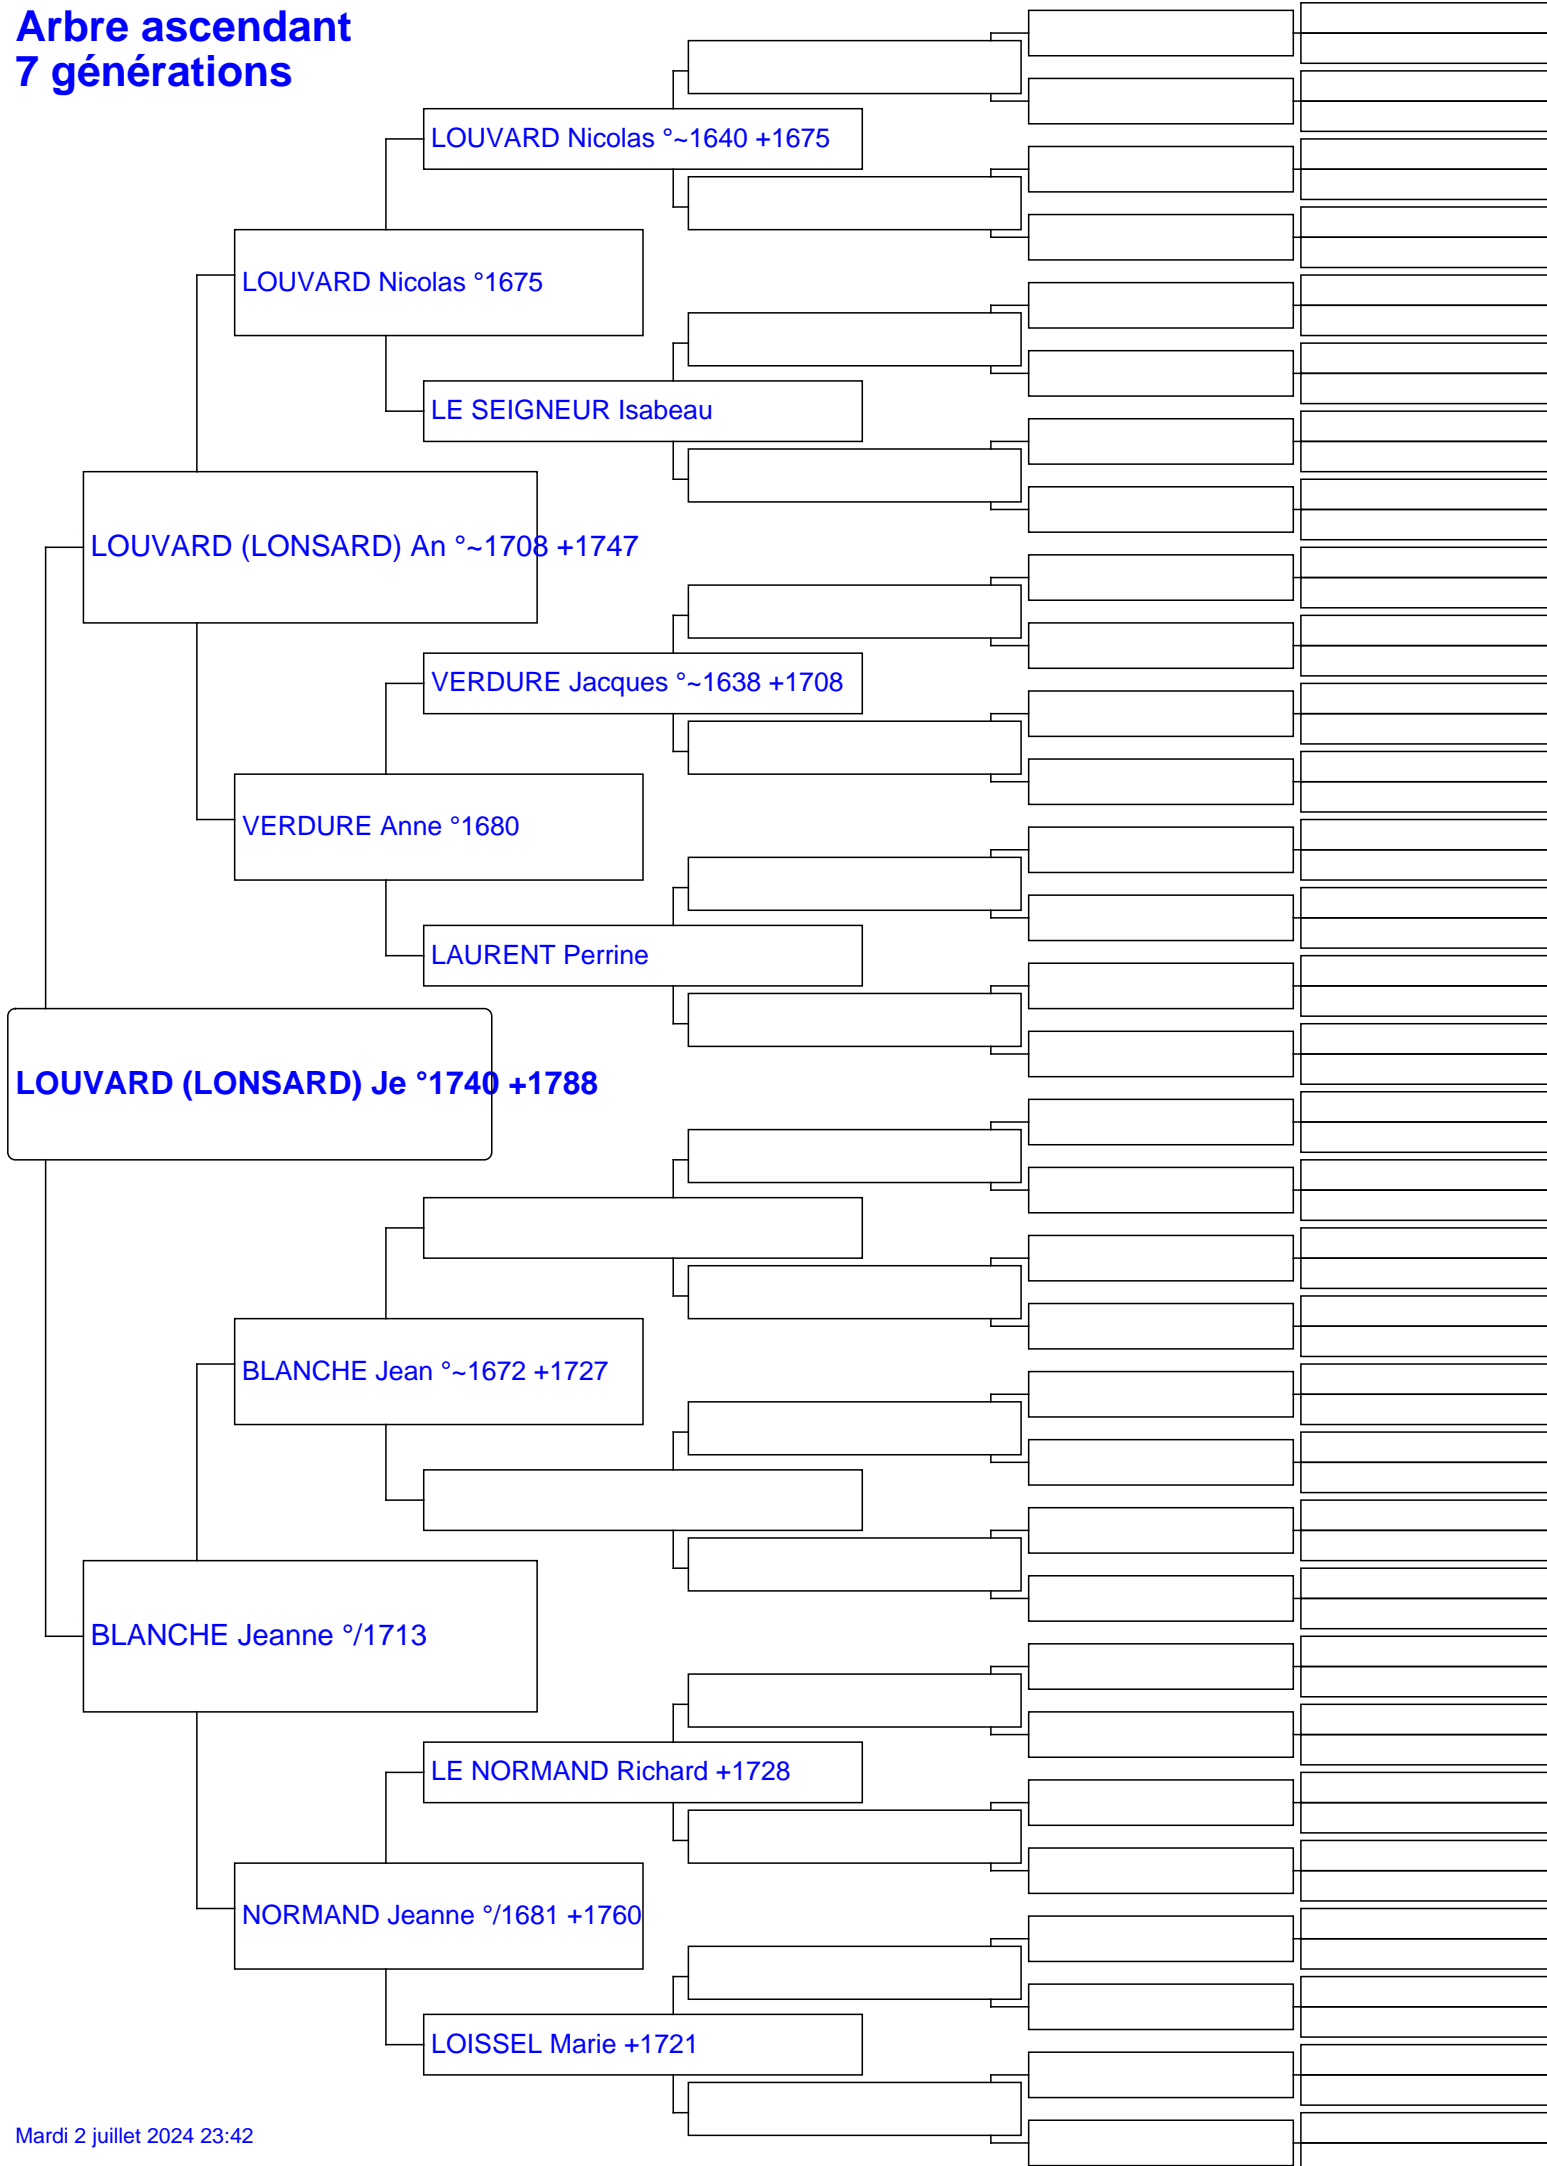 Arbre ascendant
7 générations
LOUVARD Nicolas °~1640 +1675
LOUVARD Nicolas °1675
LE SEIGNEUR Isabeau
LOUVARD (LONSARD) An °~1708 +1747
VERDURE Jacques °~1638 +1708
VERDURE Anne °1680
LAURENT Perrine
LOUVARD (LONSARD) Je °1740 +1788
BLANCHE Jean °~1672 +1727
BLANCHE Jeanne °/1713
LE NORMAND Richard +1728
NORMAND Jeanne °/1681 +1760
LOISSEL Marie +1721
Mardi 2 juillet 2024 23:42